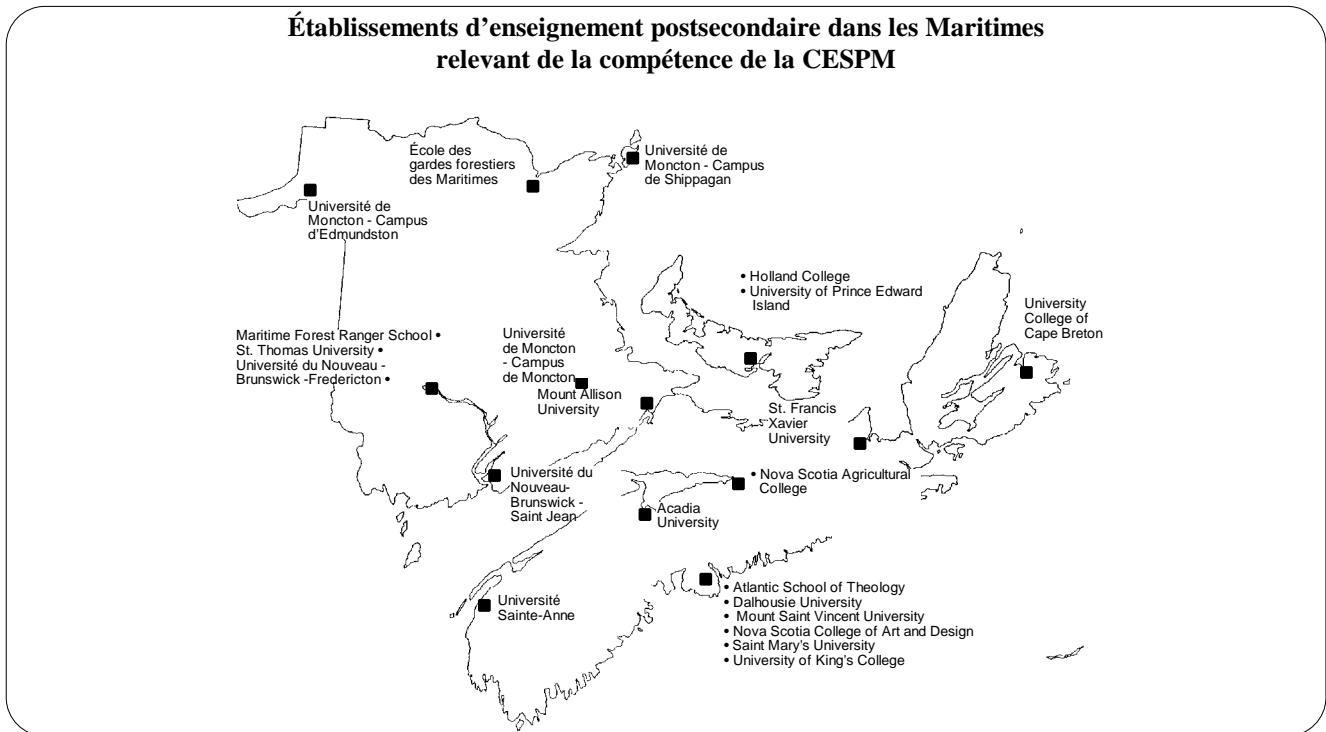 Établissements d'enseignement postsecondaire dans les Maritimes
relevant de la compétence de la CESPM
École des
gardes forestiers
des Maritimes
Université de
Moncton - Campus
de Shippagan
Université de
Moncton - Campus
d'Edmundston
• Holland College
• University of Prince Edward
Island
University
College of
Cape Breton
Maritime Forest Ranger School •
St. Thomas University •
Université du Nouveau -
Brunswick -Fredericton •
Université
de Moncton
- Campus
de Moncton
Mount Allison
University
St. Francis
Xavier
University
Université du
Nouveau-
Brunswick -
Saint Jean
• Nova Scotia Agricultural
College
Acadia
University
Université
Sainte-Anne
• Atlantic School of Theology
• Dalhousie University
• Mount Saint Vincent University
• Nova Scotia College of Art and Design
• Saint Mary's University
• University of King's College